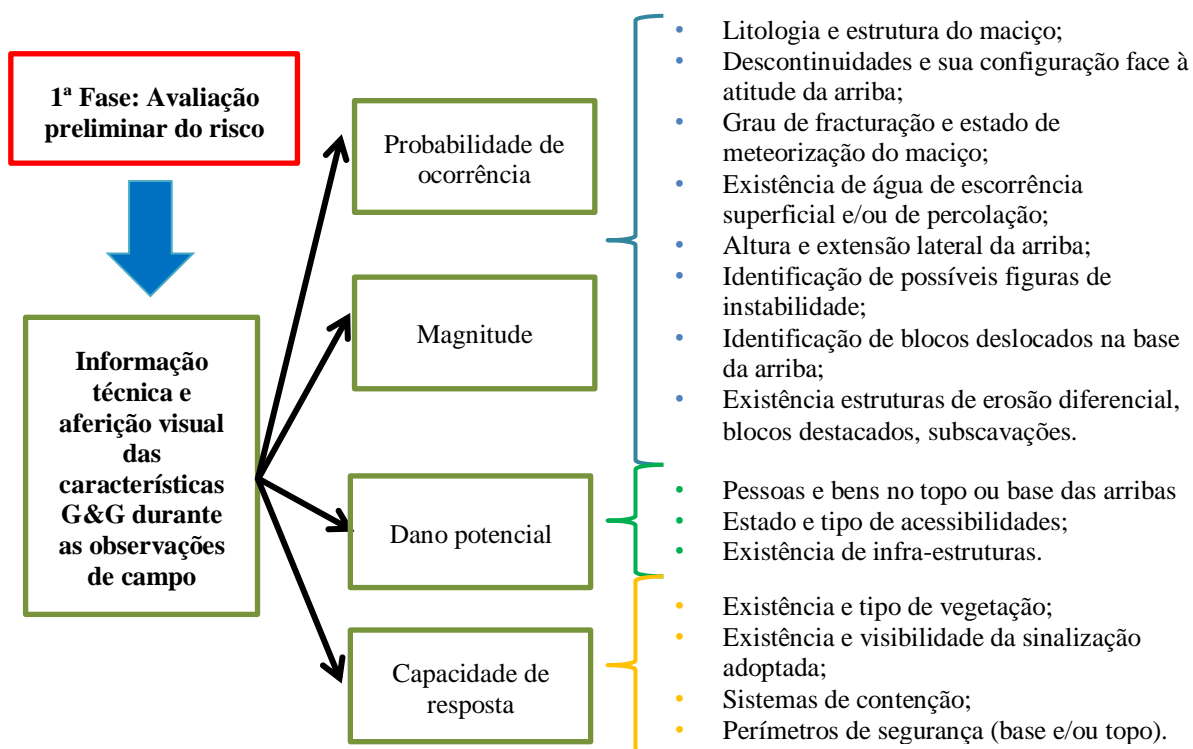 1ª Fase: Avaliação
preliminar do risco
Informação
técnica e
aferição visual
das
características
G&G durante
as observações
de campo
Probabilidade de
ocorrência
Magnitude
Dano potencial
Capacidade de
resposta
• Litologia e estrutura do maciço;
• Descontinuidades e sua configuração face à
atitude da arriba;
• Grau de fracturação e estado de
meteorização do maciço;
• Existência de água de escorrência
superficial e/ou de percolação;
• Altura e extensão lateral da arriba;
• Identificação de possíveis figuras de
instabilidade;
• Identificação de blocos deslocados na base
da arriba;
• Existência estruturas de erosão diferencial,
blocos destacados, subscavações.
• Pessoas e bens no topo ou base das arribas
• Estado e tipo de acessibilidades;
• Existência de infra-estruturas.
• Existência e tipo de vegetação;
• Existência e visibilidade da sinalização
adoptada;
• Sistemas de contenção;
• Perímetros de segurança (base e/ou topo).